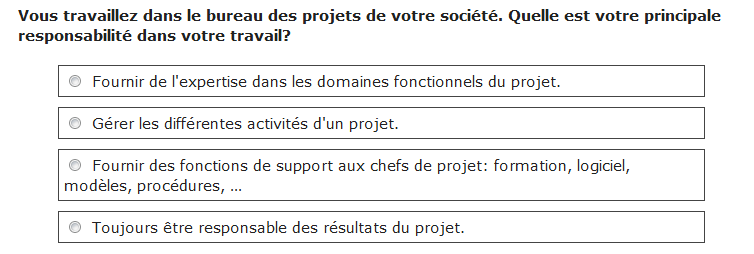 Vous travaillez dans le bureau des projets de votre société. Quelle est votre principale
responsabilité dans votre travail?
Fournir de l'expertise dans les domaines fonctionnels du projet.
Gérer les différentes activités d'un projet.
Fournir des fonctions de support aux chefs de projet: formation, logiciel,
modèles, procédures, ...
Toujours être responsable des résultats du projet.